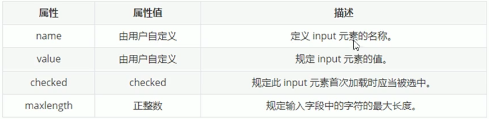 属性 属性值 描述
name 由用户自定义 定义 input 元素的名称。
value 由用户自定义 规定 input 元素的值。
checked checked 规定此 input 元素首次加载时应当被选中。
maxlength 正整数 规定输入字段中的字符的最大长度。